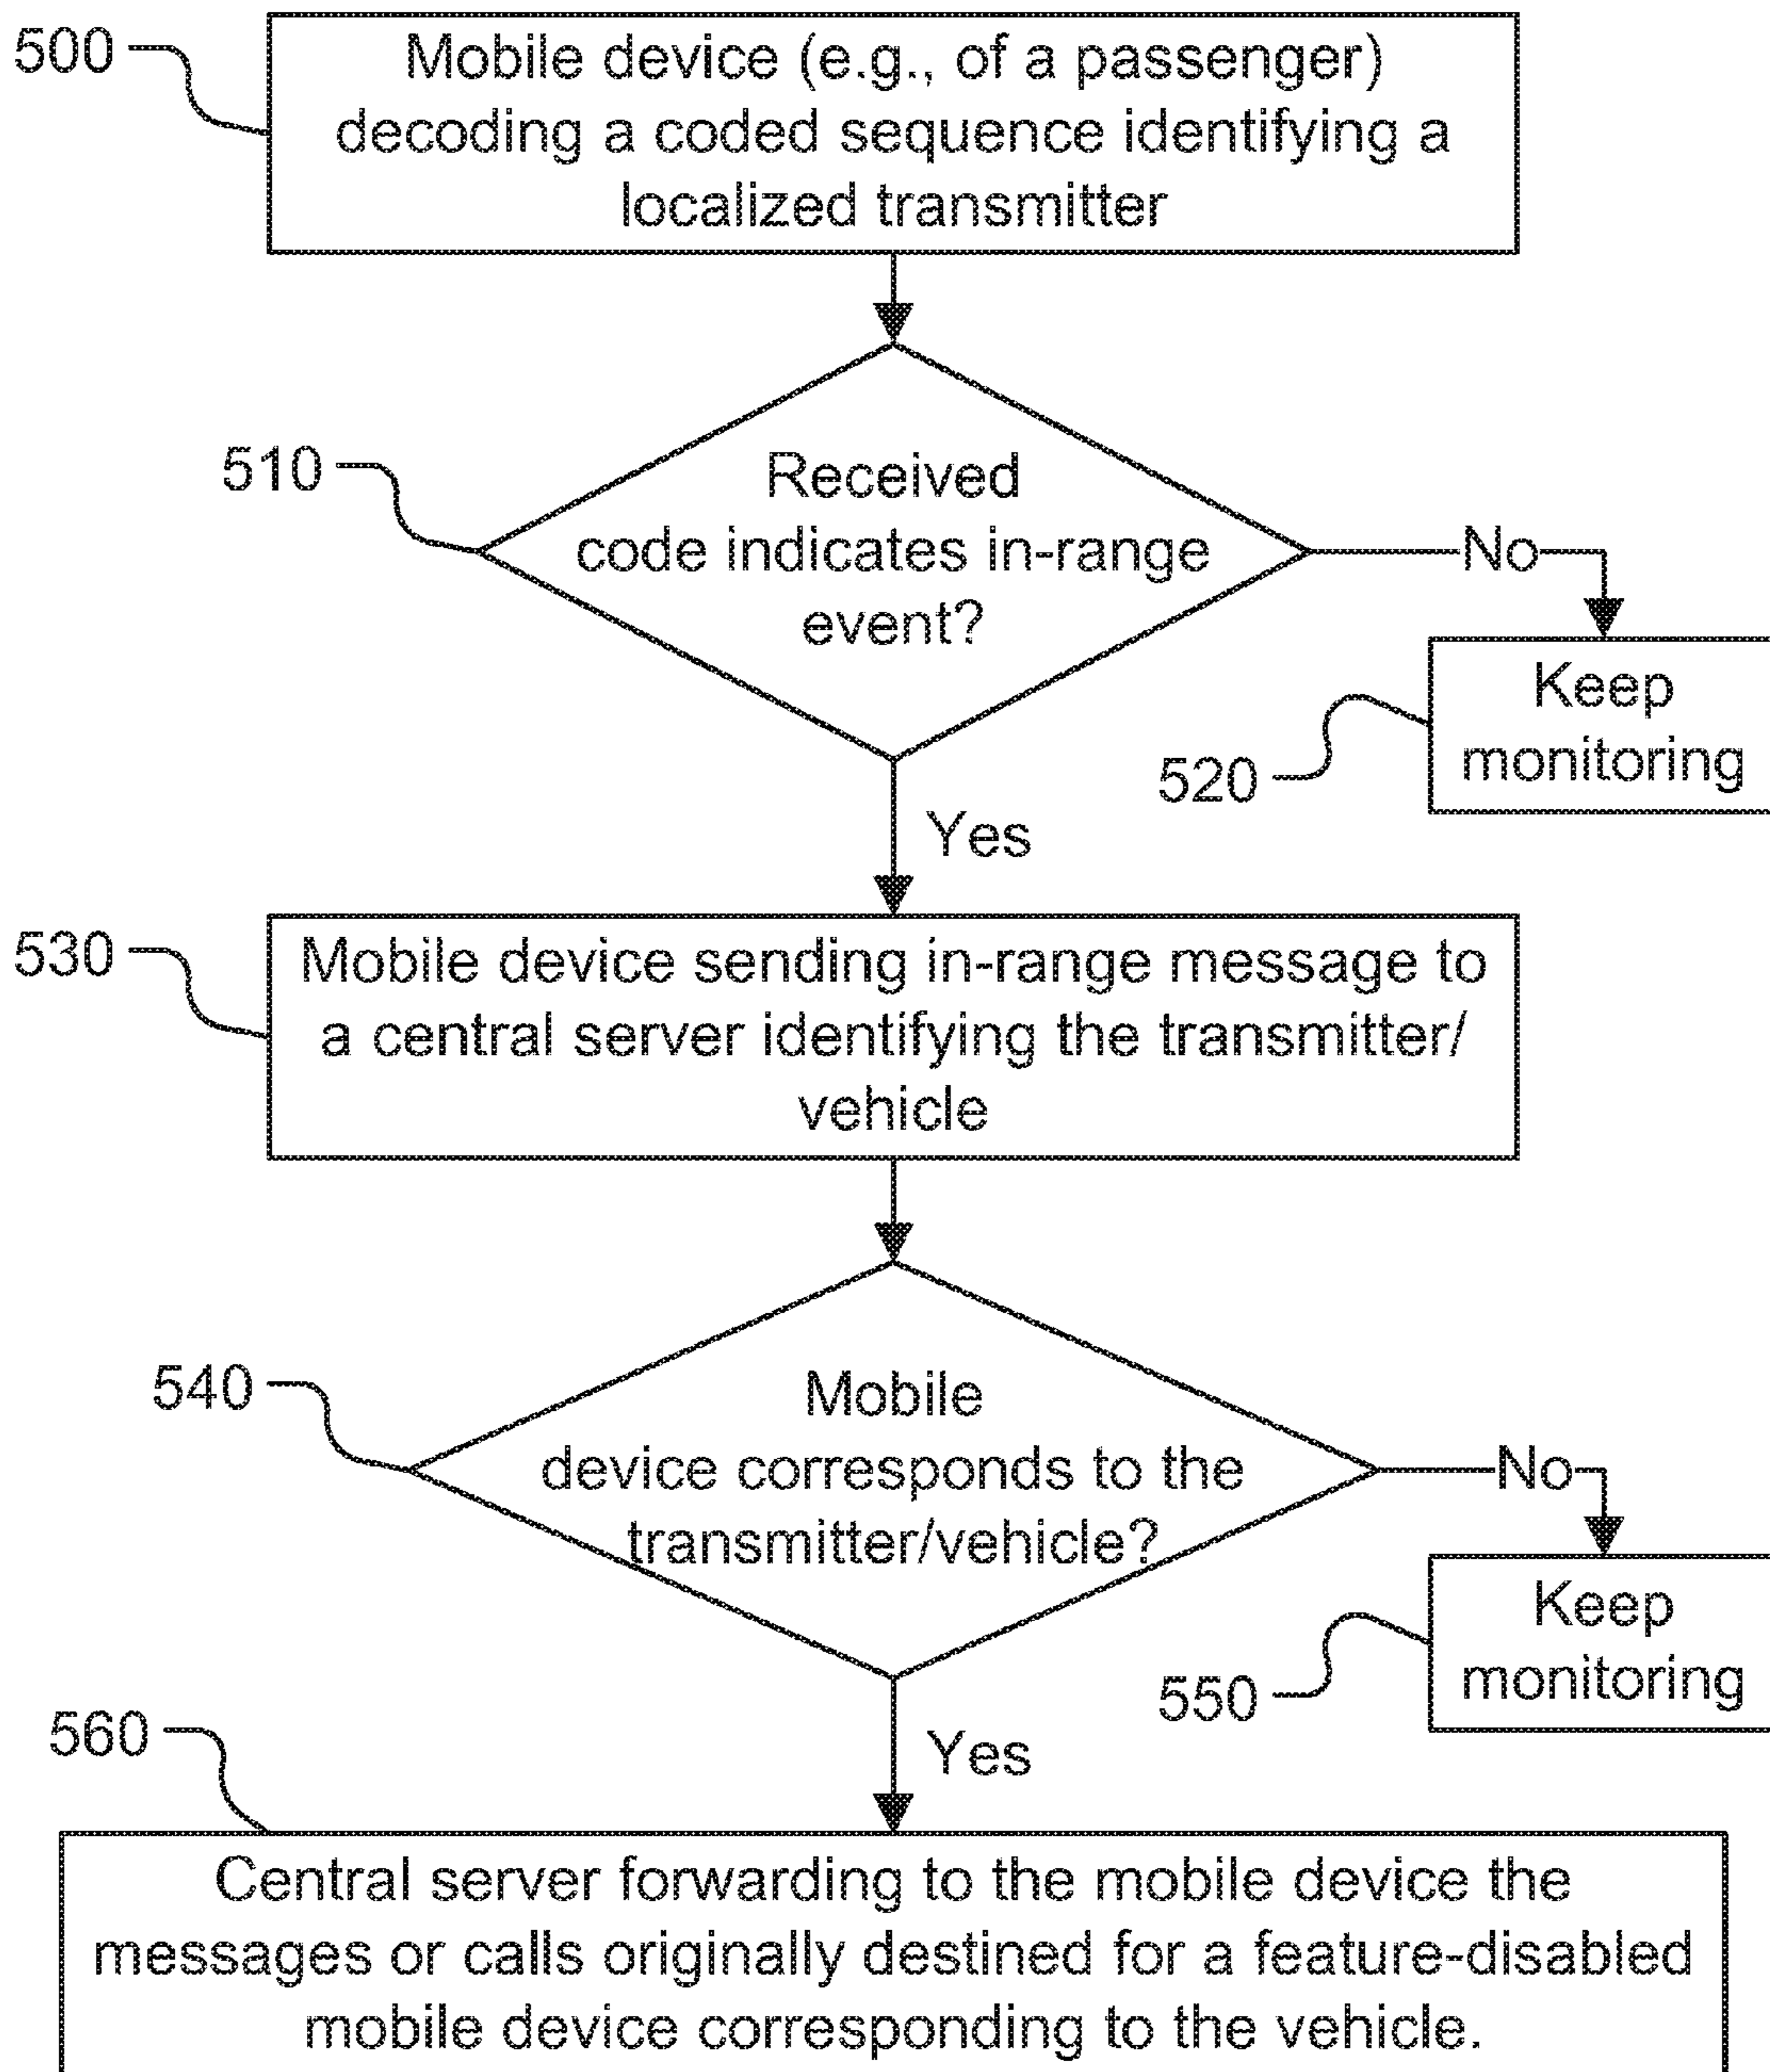 500
Mobile device (e.g., of a passenger)
decoding a coded sequence identifying a
localized transmitter
510
Received
code indicates in-range
event?
No
Keep
monitoring
520
Yes
530
Mobile device sending in-range message to
a central server identifying the transmitter/
vehicle
540
Mobile
device corresponds to the
transmitter/vehicle?
No
Keep
monitoring
550
Yes
560
Central server forwarding to the mobile device the
messages or calls originally destined for a feature-disabled
mobile device corresponding to the vehicle.